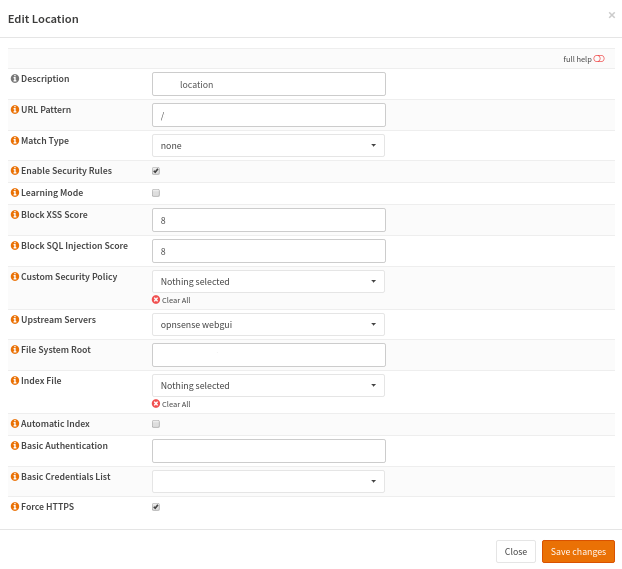 Edit Location
×
full help
Description
location
URL Pattern
/
Match Type
none
Enable Security Rules
Learning Mode
Block XSS Score
8
Block SQL Injection Score
8
Custom Security Policy
Nothing selected
Clear All
Upstream Servers
opnsense webgui
File System Root
Index File
Nothing selected
Clear All
Automatic Index
Basic Authentication
Basic Credentials List
Force HTTPS
Close
Save changes